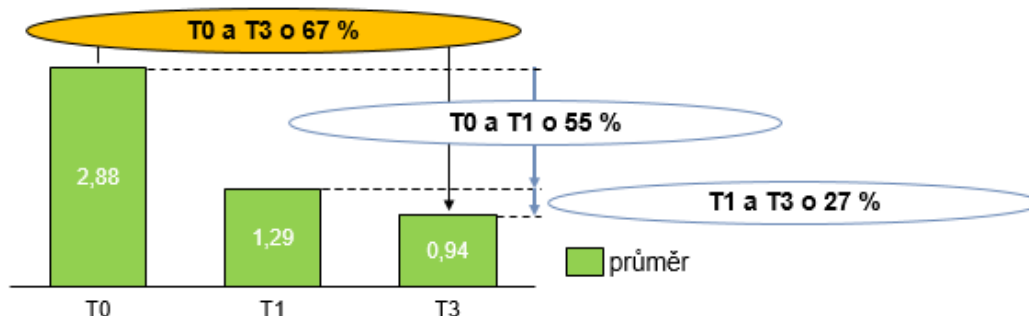 T0 a T3 o 67 %
T0 a T1 o 55 %
2,88
T1 a T3 o 27 %
1,29
0,94
průměr
T0
T1
T3